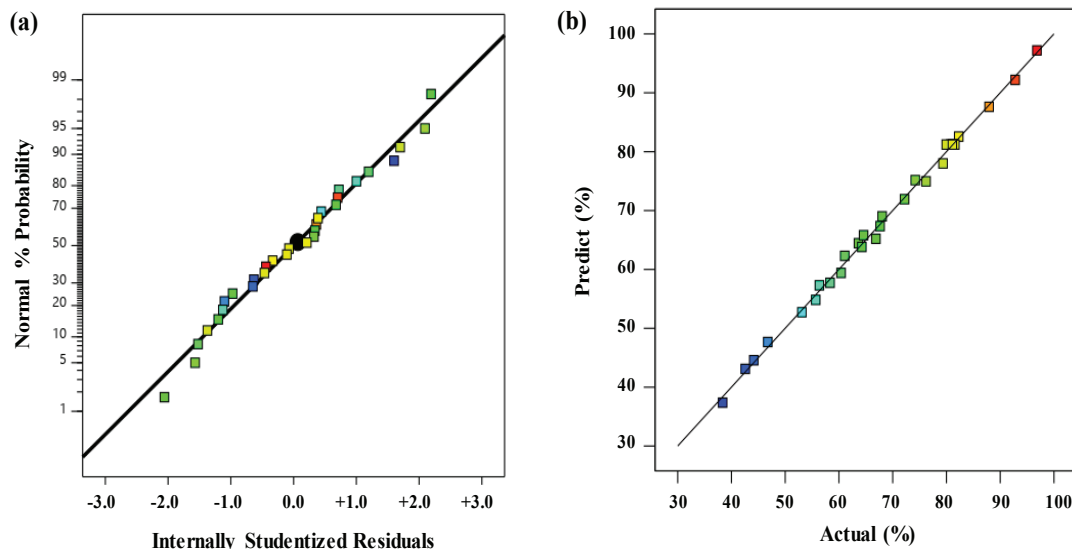 (a)
Normal % Probability
99
95
90
80
70
50
30
20
10
5
1
-3.0 -2.0 -1.0 0.0 +1.0 +2.0 +3.0
Internally Studentized Residuals
(b)
Predict (%)
100
90
80
70
60
50
40
30
30 40 50 60 70 80 90 100
Actual (%)